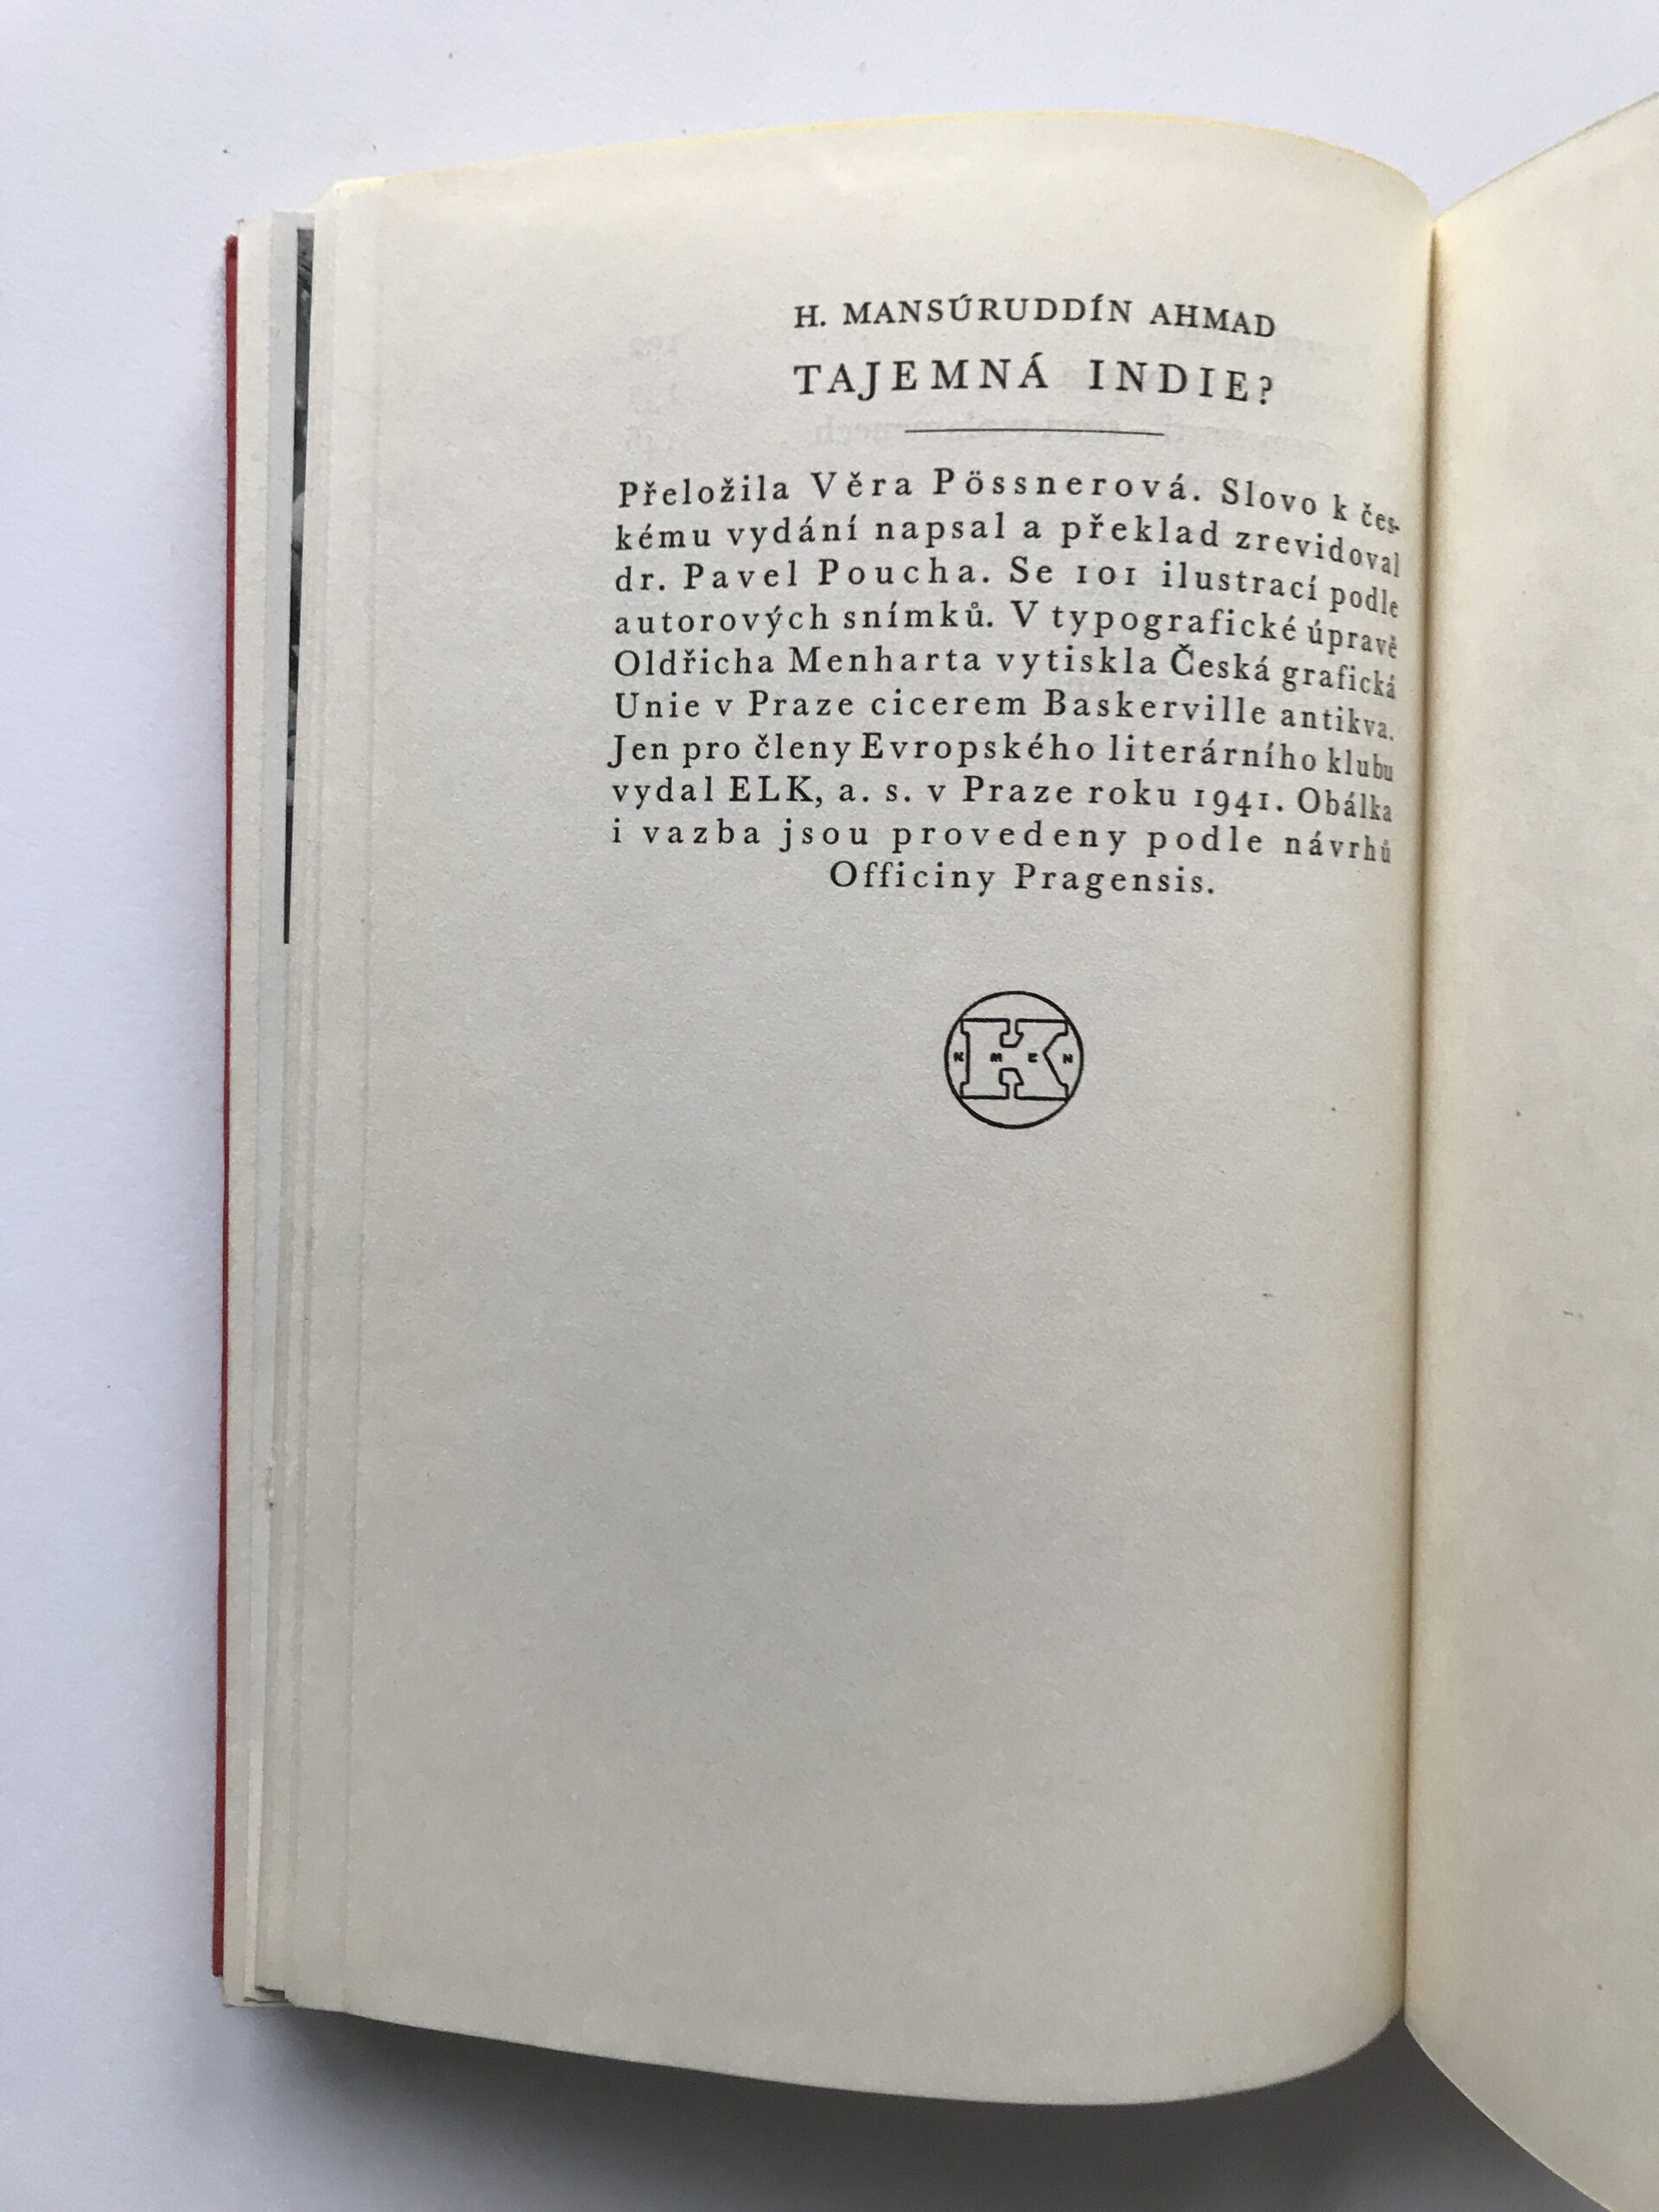 H. MANSÚRUDDÍN AHMAD
TAJEMNÁ INDIE?
Přeložila Věra Pössnerová. Slovo k čes-
kému vydání napsal a překlad zrevidoval
dr. Pavel Poucha. Se 101 ilustrací podle
autorových snímků. V typografické úpravě
Oldřicha Menharta vytiskla Česká grafická
Unie v Praze cicerem Baskerville antikva.
Jen pro členy Evropského literárního klubu
vydal ELK, a. s. v Praze roku 1941. Obálka
i vazba jsou provedeny podle návrhů
Officiny Pragensis.
K M E N